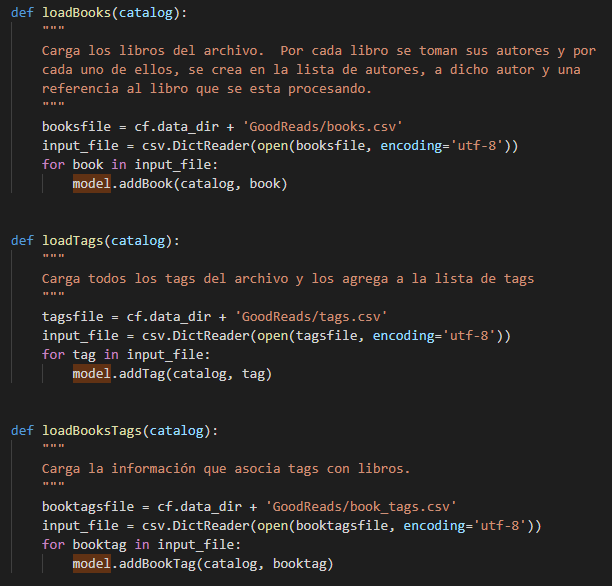 def loadBooks(catalog):
    """
    Carga los libros del archivo.  Por cada libro se toman sus autores y por
    cada uno de ellos, se crea en la lista de autores, a dicho autor y una
    referencia al libro que se esta procesando.
    """
    booksfile = cf.data_dir + 'GoodReads/books.csv'
    input_file = csv.DictReader(open(booksfile, encoding='utf-8'))
    for book in input_file:
        model.addBook(catalog, book)
def loadTags(catalog):
    """
    Carga todos los tags del archivo y los agrega a la lista de tags
    """
    tagsfile = cf.data_dir + 'GoodReads/tags.csv'
    input_file = csv.DictReader(open(tagsfile, encoding='utf-8'))
    for tag in input_file:
        model.addTag(catalog, tag)
def loadBooksTags(catalog):
    """
    Carga la información que asocia tags con libros.
    """
    booktagsfile = cf.data_dir + 'GoodReads/book_tags.csv'
    input_file = csv.DictReader(open(booktagsfile, encoding='utf-8'))
    for booktag in input_file:
        model.addBookTag(catalog, booktag)